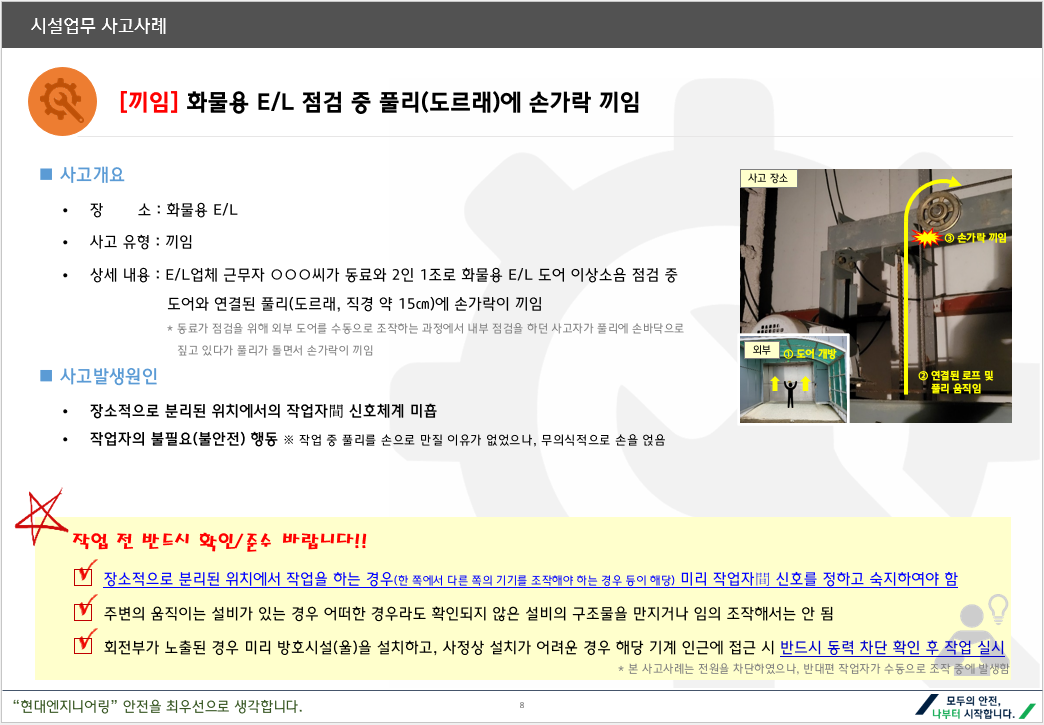 시설업무 사고사례
[끼임] 화물용 E/L 점검 중 풀리(도르래)에 손가락 끼임
■ 사고개요
• 장 소 : 화물용 E/L
• 사고 유형 : 끼임
• 상세 내용 : E/L업체 근무자 ○○○씨가 동료와 2인 1조로 화물용 E/L 도어 이상소음 점검 중
도어와 연결된 풀리(도르래, 직경 약 15㎝)에 손가락이 끼임
* 동료가 점검을 위해 외부 도어를 수동으로 조작하는 과정에서 내부 점검을 하던 사고자가 풀리에 손바닥으로
짚고 있다가 풀리가 돌면서 손가락이 끼임
■ 사고발생원인
• 장소적으로 분리된 위치에서의 작업자間 신호체계 미흡
• 작업자의 불필요(불안전) 행동 ※ 작업 중 풀리를 손으로 만질 이유가 없었으나, 무의식적으로 손을 얹음
사고 장소
③ 손가락 끼임
외부
① 도어 개방
② 연결된 로프 및
풀리 움직임
작업 전 반드시 확인/준수 바랍니다!!
장소적으로 분리된 위치에서 작업을 하는 경우(한 쪽에서 다른 쪽의 기기를 조작해야 하는 경우 등이 해당) 미리 작업자間 신호를 정하고 숙지하여야 함
주변의 움직이는 설비가 있는 경우 어떠한 경우라도 확인되지 않은 설비의 구조물을 만지거나 임의 조작해서는 안 됨
회전부가 노출된 경우 미리 방호시설(울)을 설치하고, 사정상 설치가 어려운 경우 해당 기계 인근에 접근 시 반드시 동력 차단 확인 후 작업 실시
* 본 사고사례는 전원을 차단하였으나, 반대편 작업자가 수동으로 조작 중에 발생함
“현대엔지니어링” 안전을 최우선으로 생각합니다.
8
모두의 안전,
나부터 시작합니다.